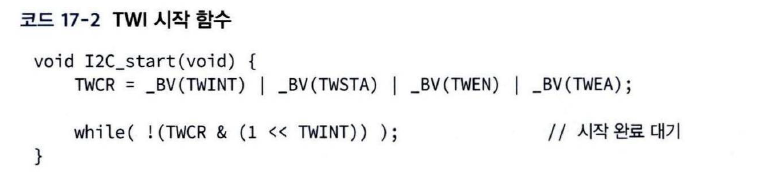 코드 17-2 TWI 시작 함수
void I2C_start(void) {
    TWCR = _BV(TWINT) | _BV(TWSTA) | _BV(TWEN) | _BV(TWEA);
    while( !(TWCR & (1 << TWINT)) );                // 시작 완료 대기
}